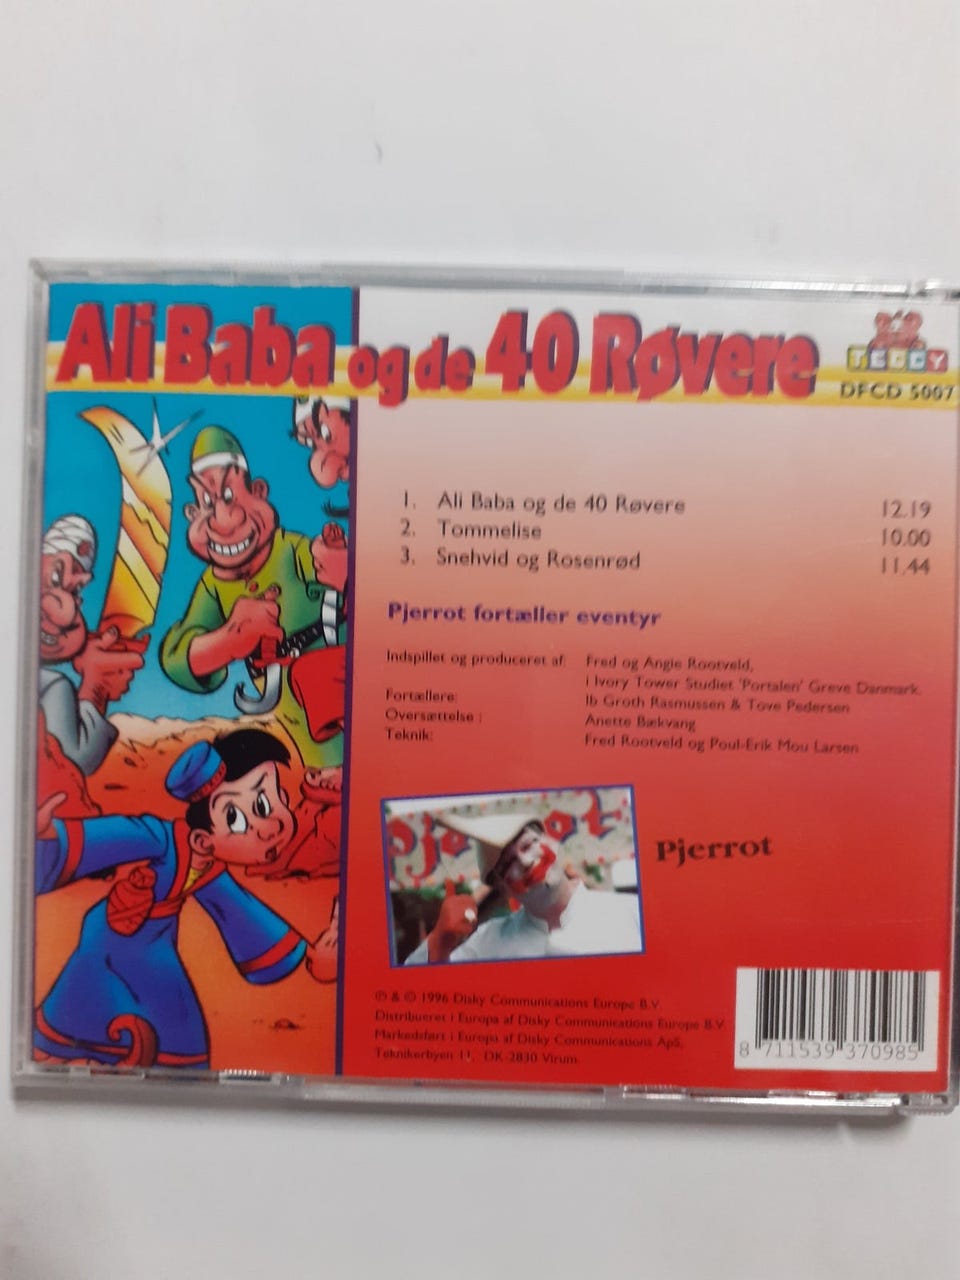 Ali Baba og de 40 Røvere
TEDDY
DFCD 5007
1. Ali Baba og de 40 Røvere 12.19
2. Tommelise 10.00
3. Snehvid og Rosenrød 11.44
Pjerrot fortæller eventyr
Indspillet og produceret af: Fred og Angie Rootveld,
i Ivory Tower Studiet 'Portalen' Greve Danmark.
Fortællere: Ib Groth Rasmussen & Tove Pedersen
Oversættelse : Anette Bækvang
Teknik: Fred Rootveld og Poul-Erik Mou Larsen
Pjerrot
Pjerrot
℗ & © 1996 Disky Communications Europe B.V.
Distribueret i Europa af Disky Communications Europe B.V.
Markedsført i Europa af Disky Communications ApS,
Teknikerbyen 11, DK-2830 Virum.
8 711539 370985